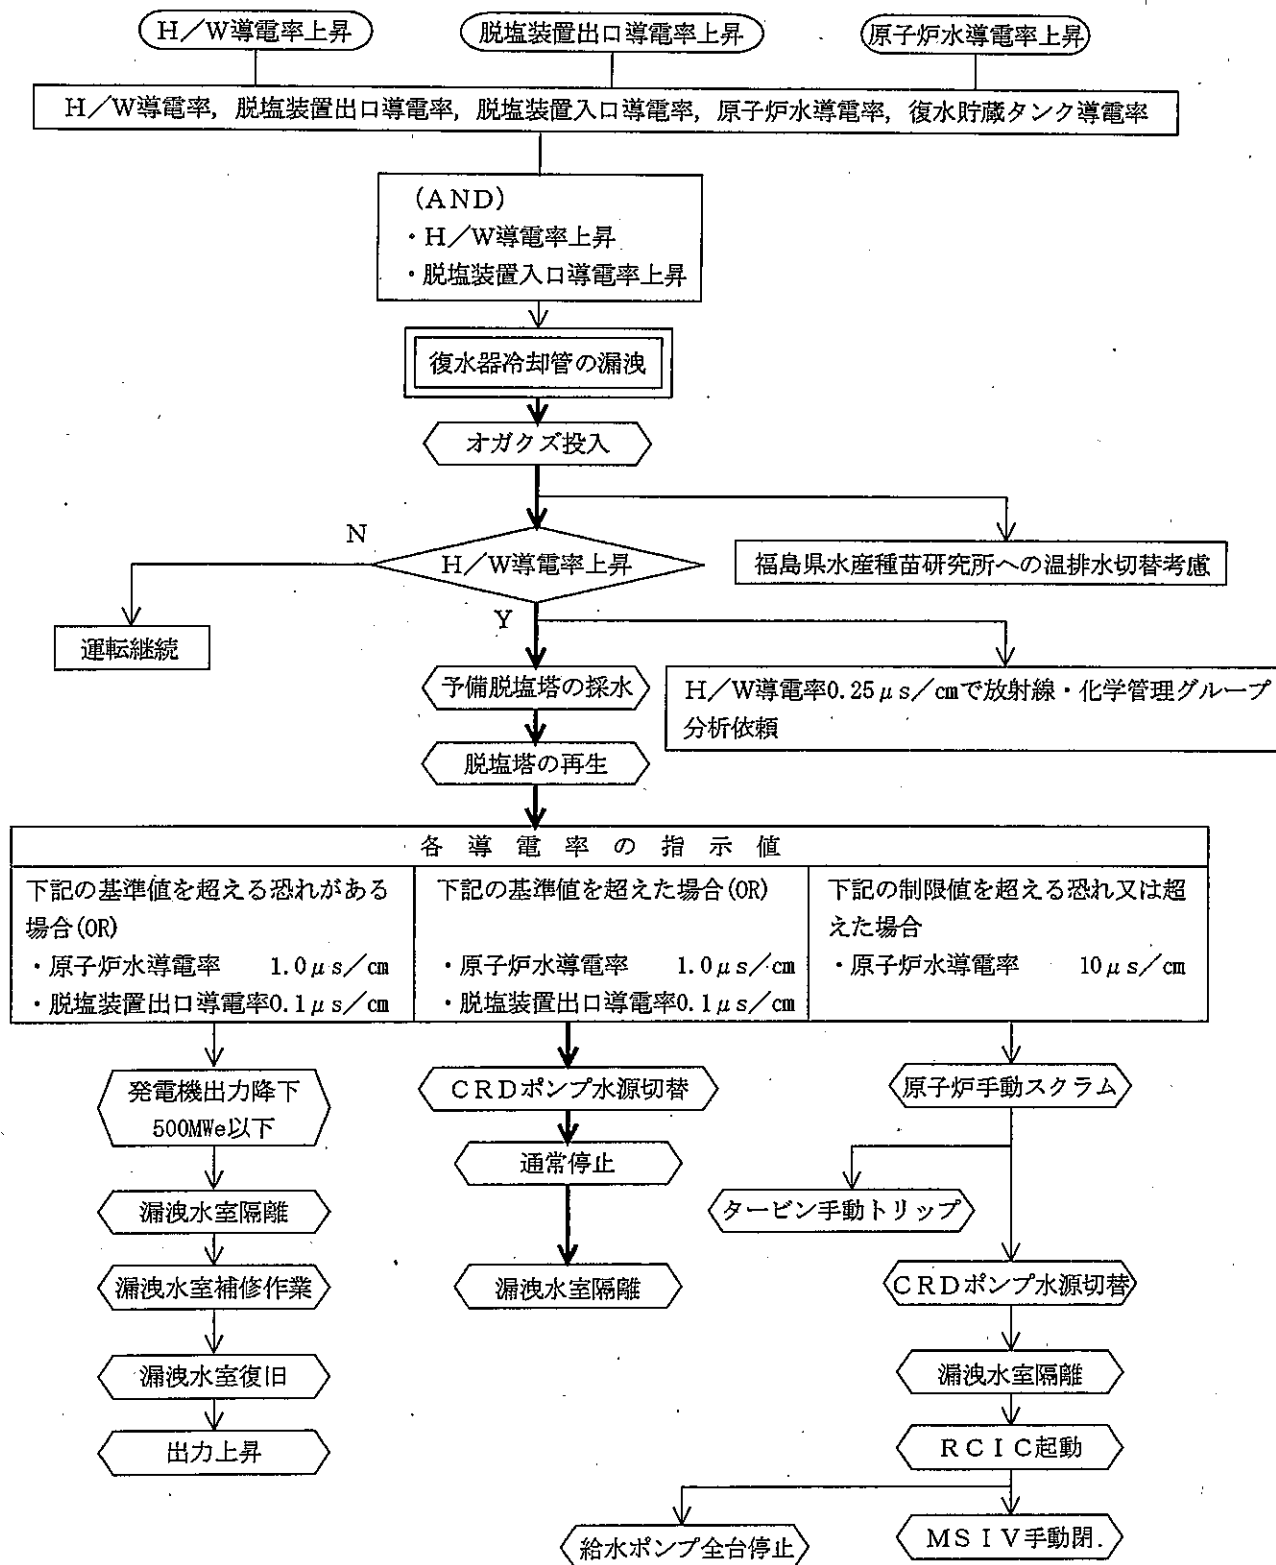 H／W導電率上昇
脱塩装置出口導電率上昇
原子炉水導電率上昇
H／W導電率，脱塩装置出口導電率，脱塩装置入口導電率，原子炉水導電率，復水貯蔵タンク導電率
(AND)
・H／W導電率上昇
・脱塩装置入口導電率上昇
復水器冷却管の漏洩
オガクズ投入
N
H／W導電率上昇
福島県水産種苗研究所への温排水切替考慮
Y
運転継続
予備脱塩塔の採水
H／W導電率0.25μs／cmで放射線・化学管理グループ
分析依頼
脱塩塔の再生
各導電率の指示値
下記の基準値を超える恐れがある
場合(OR)
・原子炉水導電率 1.0μs／cm
・脱塩装置出口導電率0.1μs／cm
下記の基準値を超えた場合(OR)
・原子炉水導電率 1.0μs／cm
・脱塩装置出口導電率0.1μs／cm
下記の制限値を超える恐れ又は超
えた場合
・原子炉水導電率 10μs／cm
発電機出力降下
500MWe以下
漏洩水室隔離
漏洩水室補修作業
漏洩水室復旧
出力上昇
CRDポンプ水源切替
通常停止
漏洩水室隔離
原子炉手動スクラム
タービン手動トリップ
CRDポンプ水源切替
漏洩水室隔離
RCIC起動
給水ポンプ全台停止
MSIV手動閉